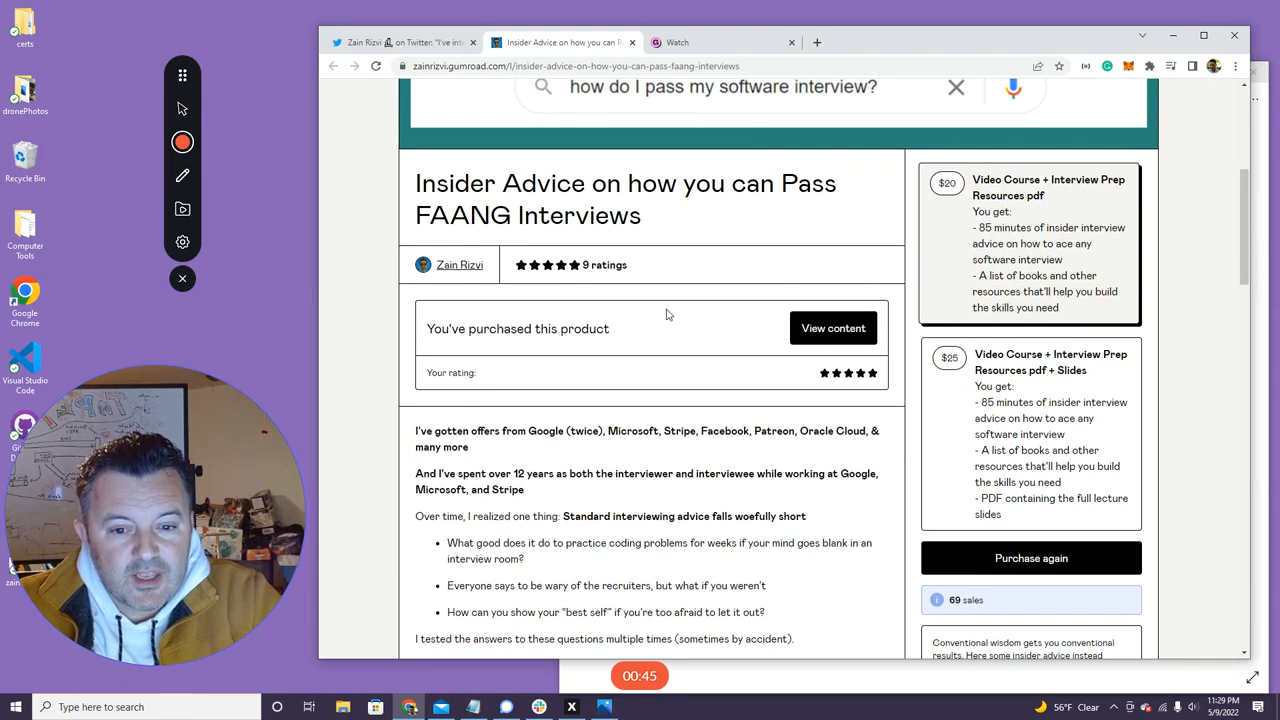 certs
dronePhotos
Recycle Bin
Computer
Tools
Google
Chrome
Visual Studio
Code
Zain Rizvi
on Twitter: "I've
Insider Advice on how you can
Watch
zainrizvi.gumroad.com/l/insider-advice-on-how-you-can-pass-faang-interviews
how do I pass my software interview?
Insider Advice on how you can Pass
FAANG Interviews
Zain Rizvi
9 ratings
You've purchased this product
View content
Your rating:
I've gotten offers from Google (twice), Microsoft, Stripe, Facebook, Patreon, Oracle Cloud, &
many more
And I've spent over 12 years as both the interviewer and interviewee while working at Google,
Microsoft, and Stripe
Over time, I realized one thing: Standard interviewing advice falls woefully short
• What good does it do to practice coding problems for weeks if your mind goes blank in an
interview room?
• Everyone says to be wary of the recruiters, but what if you weren't
• How can you show your "best self" if you're too afraid to let it out?
I tested the answers to these questions multiple times (sometimes by accident).
$20
Video Course + Interview Prep
Resources pdf
You get:
- 85 minutes of insider interview
advice on how to ace any
software interview
- A list of books and other
resources that'll help you build
the skills you need
$25
Video Course + Interview Prep
Resources pdf + Slides
You get:
- 85 minutes of insider interview
advice on how to ace any
software interview
- A list of books and other
resources that'll help you build
the skills you need
- PDF containing the full lecture
slides
Purchase again
69 sales
Conventional wisdom gets you conventional
results. Here some insider advice instead
00:45
Type here to search
56°F Clear
11:29 PM
5/9/2022